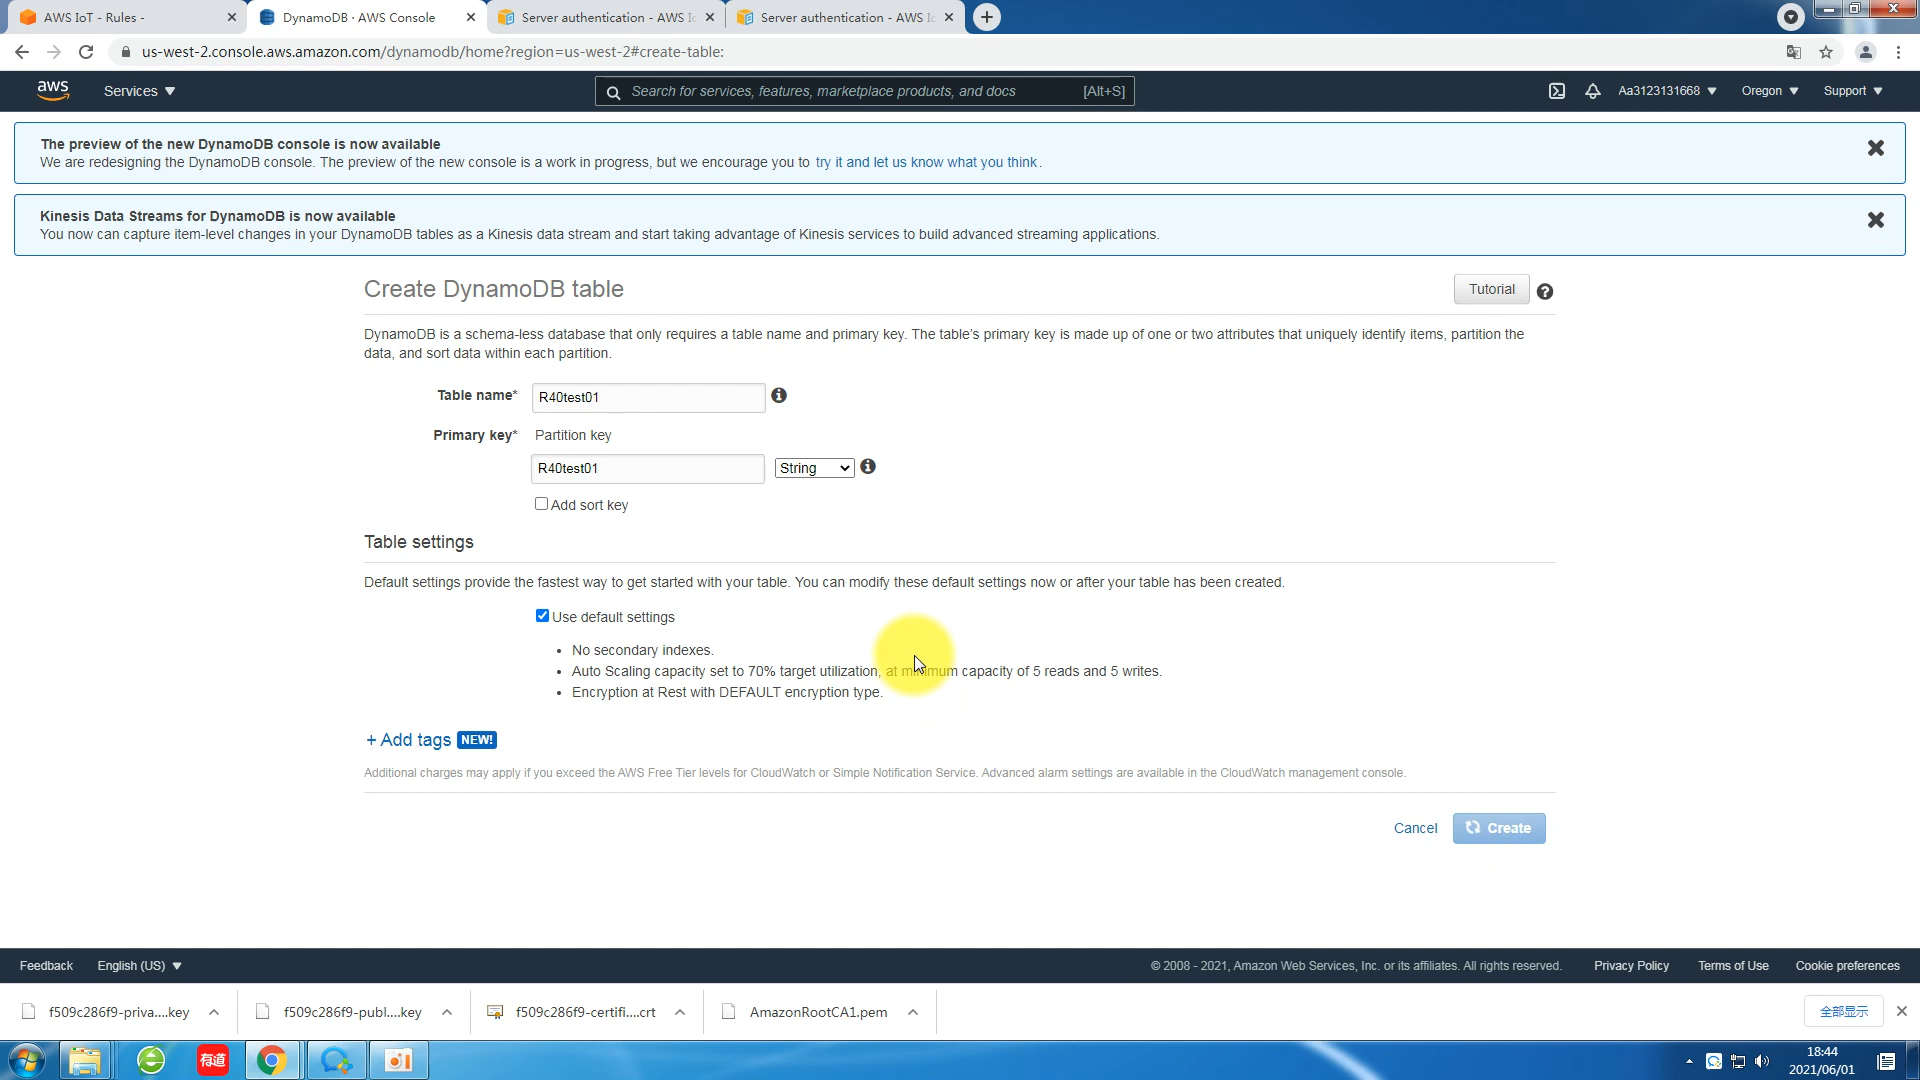 AWS IoT - Rules -
DynamoDB · AWS Console
Server authentication - AWS Io
Server authentication - AWS Io
us-west-2.console.aws.amazon.com/dynamodb/home?region=us-west-2#create-table:
aws
Services
Search for services, features, marketplace products, and docs
[Alt+S]
Aa3123131668
Oregon
Support
The preview of the new DynamoDB console is now available
We are redesigning the DynamoDB console. The preview of the new console is a work in progress, but we encourage you to try it and let us know what you think.
Kinesis Data Streams for DynamoDB is now available
You now can capture item-level changes in your DynamoDB tables as a Kinesis data stream and start taking advantage of Kinesis services to build advanced streaming applications.
Create DynamoDB table
Tutorial
DynamoDB is a schema-less database that only requires a table name and primary key. The table's primary key is made up of one or two attributes that uniquely identify items, partition the
data, and sort data within each partition.
Table name*
R40test01
Primary key*
Partition key
R40test01
String
Add sort key
Table settings
Default settings provide the fastest way to get started with your table. You can modify these default settings now or after your table has been created.
Use default settings
• No secondary indexes.
• Auto Scaling capacity set to 70% target utilization, at minimum capacity of 5 reads and 5 writes.
• Encryption at Rest with DEFAULT encryption type.
+ Add tags NEW!
Additional charges may apply if you exceed the AWS Free Tier levels for CloudWatch or Simple Notification Service. Advanced alarm settings are available in the CloudWatch management console.
Cancel
Create
Feedback
English (US)
© 2008 - 2021, Amazon Web Services, Inc. or its affiliates. All rights reserved.
Privacy Policy
Terms of Use
Cookie preferences
f509c286f9-priva....key
f509c286f9-publ....key
f509c286f9-certifi....crt
AmazonRootCA1.pem
全部显示
有道
18:44
2021/06/01